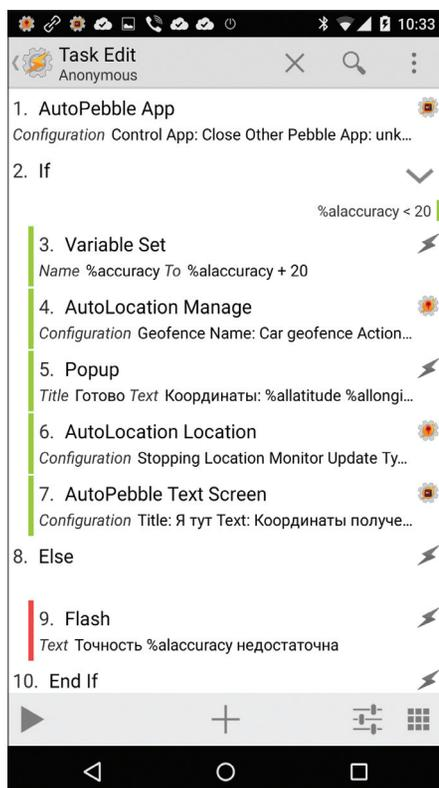 10:33
Task Edit
Anonymous
1. AutoPebble App
Configuration Control App: Close Other Pebble App: unk...
2. If
%alaccuracy < 20
3. Variable Set
Name %accuracy To %alaccuracy + 20
4. AutoLocation Manage
Configuration Geofence Name: Car geofence Action...
5. Popup
Title Готово Text Координаты: %allatitude %allongi...
6. AutoLocation Location
Configuration Stopping Location Monitor Update Ty...
7. AutoPebble Text Screen
Configuration Title: Я тут Text: Координаты получе...
8. Else
9. Flash
Text Точность %alaccuracy недостаточна
10. End If